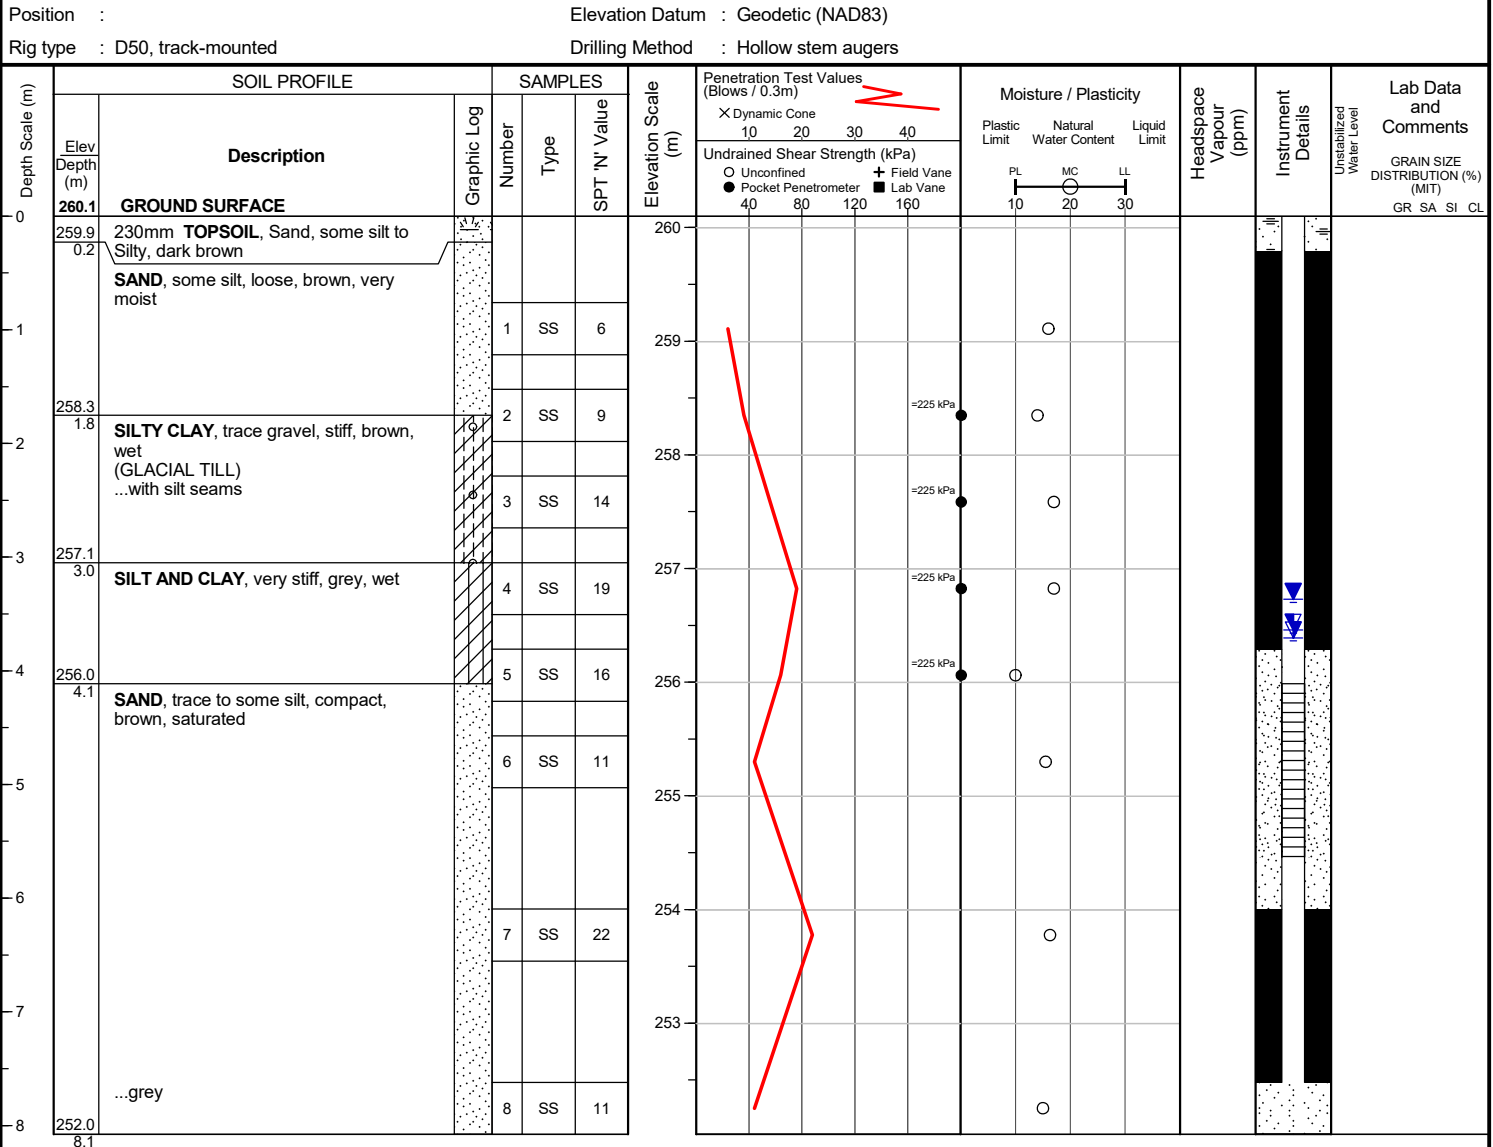 Position :
Elevation Datum : Geodetic (NAD83)
Rig type : D50, track-mounted
Drilling Method : Hollow stem augers
Depth Scale (m)
SOIL PROFILE
Elev
Depth
(m)
Description
Graphic Log
SAMPLES
Number
Type
SPT 'N' Value
Elevation Scale
(m)
Penetration Test Values
(Blows / 0.3m)
Dynamic Cone
10 20 30 40
Undrained Shear Strength (kPa)
Unconfined
Field Vane
Pocket Penetrometer
Lab Vane
40 80 120 160
Moisture / Plasticity
Plastic
Limit
Natural
Water Content
Liquid
Limit
PL MC LL
10 20 30
Headspace
Vapour
(ppm)
Instrument
Details
Unstabilized
Water Level
Lab Data
and
Comments
GRAIN SIZE
DISTRIBUTION (%)
(MIT)
GR SA SI CL
260.1 GROUND SURFACE
0
1
2
3
4
5
6
7
8
259.9
0.2
230mm TOPSOIL, Sand, some silt to
Silty, dark brown
SAND, some silt, loose, brown, very
moist
258.3
1.8
SILTY CLAY, trace gravel, stiff, brown,
wet
(GLACIAL TILL)
...with silt seams
257.1
3.0
SILT AND CLAY, very stiff, grey, wet
256.0
4.1
SAND, trace to some silt, compact,
brown, saturated
...grey
252.0
8.1
1 SS 6
2 SS 9
3 SS 14
4 SS 19
5 SS 16
6 SS 11
7 SS 22
8 SS 11
260
259
258
257
256
255
254
253
=225 kPa
=225 kPa
=225 kPa
=225 kPa